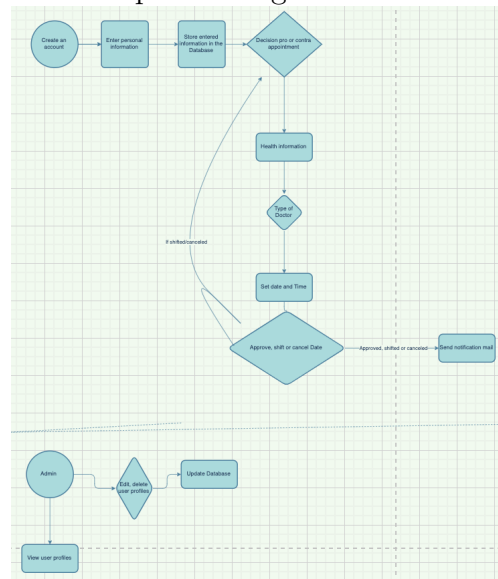 Create an
account
Enter personal
information
Store entered
information in the
Database
Decision pro or contra
appointment
Health information
Type of
Doctor
If shifted/canceled
Set date and Time
Approve, shift or cancel Date
Approved, shifted or canceled
Send notification mail
Admin
Edit, delete
user profiles
Update Database
View user profiles